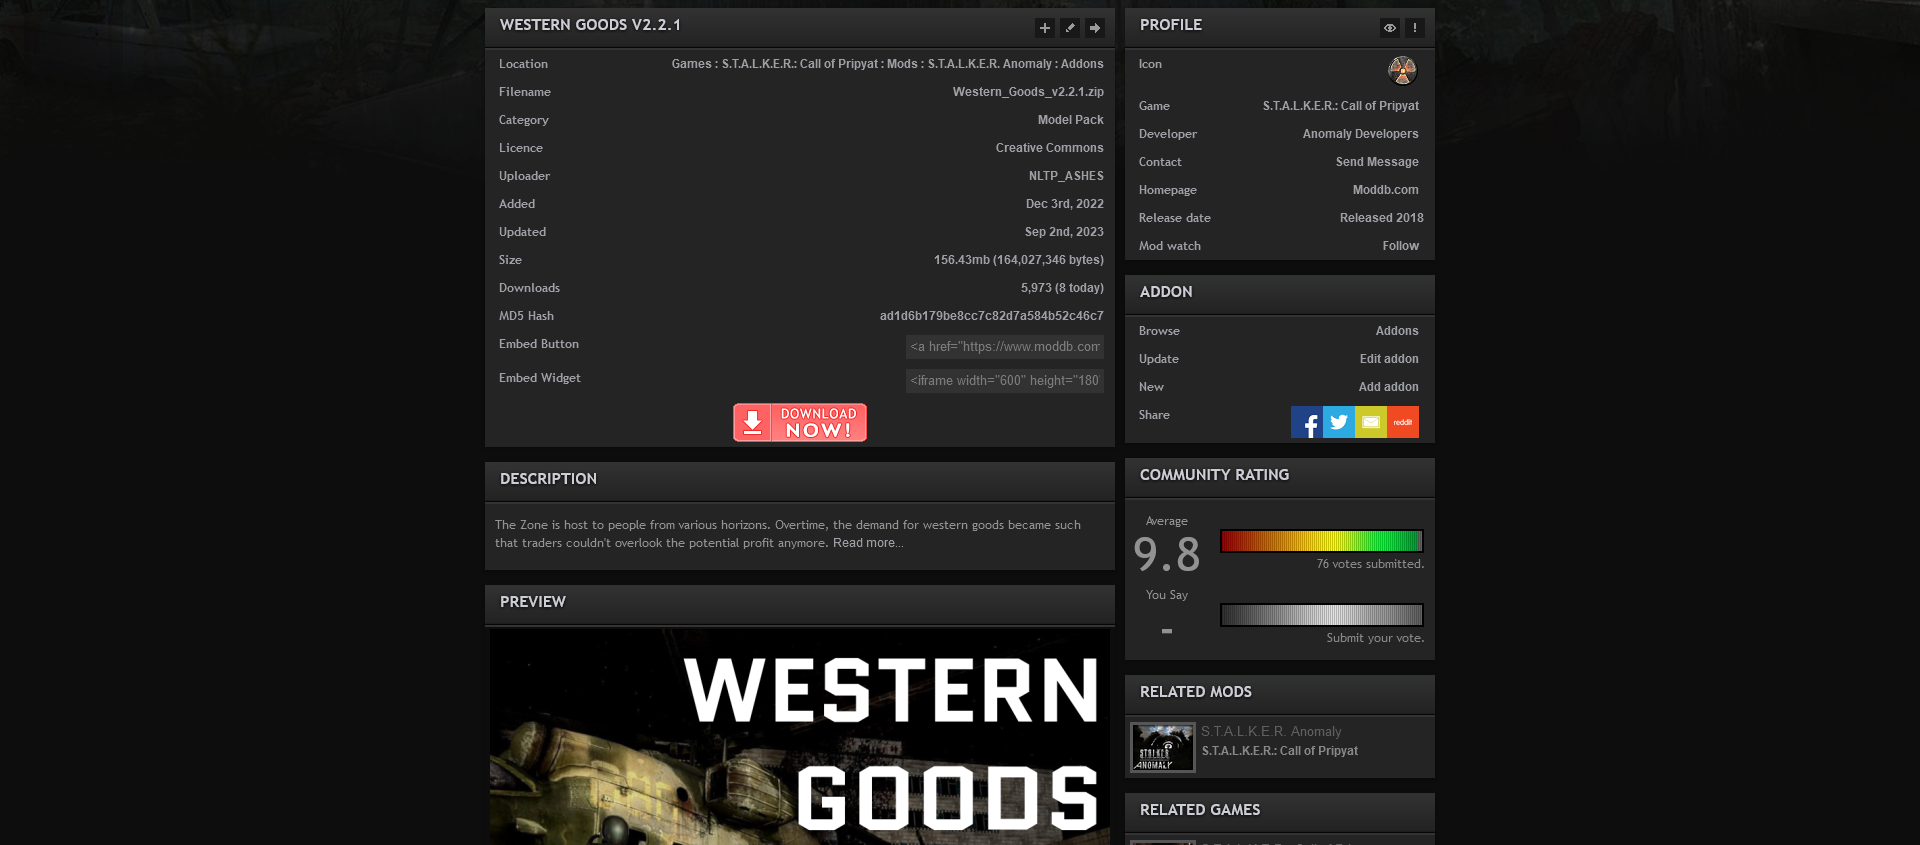 WESTERN GOODS V2.2.1
Location Games : S.T.A.L.K.E.R.: Call of Pripyat : Mods : S.T.A.L.K.E.R. Anomaly : Addons
Filename Western_Goods_v2.2.1.zip
Category Model Pack
Licence Creative Commons
Uploader NLTP_ASHES
Added Dec 3rd, 2022
Updated Sep 2nd, 2023
Size 156.43mb (164,027,346 bytes)
Downloads 5,973 (8 today)
MD5 Hash ad1d6b179be8cc7c82d7a584b52c46c7
Embed Button <a href="https://www.moddb.com
Embed Widget <iframe width="600" height="180
DOWNLOAD
NOW!
DESCRIPTION
The Zone is host to people from various horizons. Overtime, the demand for western goods became such
that traders couldn't overlook the potential profit anymore. Read more...
PREVIEW
WESTERN
GOODS
PROFILE
Icon
Game S.T.A.L.K.E.R.: Call of Pripyat
Developer Anomaly Developers
Contact Send Message
Homepage Moddb.com
Release date Released 2018
Mod watch Follow
ADDON
Browse Addons
Update Edit addon
New Add addon
Share reddit
COMMUNITY RATING
Average
9.8
76 votes submitted.
You Say
-
Submit your vote.
RELATED MODS
S.T.A.L.K.E.R. Anomaly
S.T.A.L.K.E.R.: Call of Pripyat
STALKER
ANOMALY
RELATED GAMES